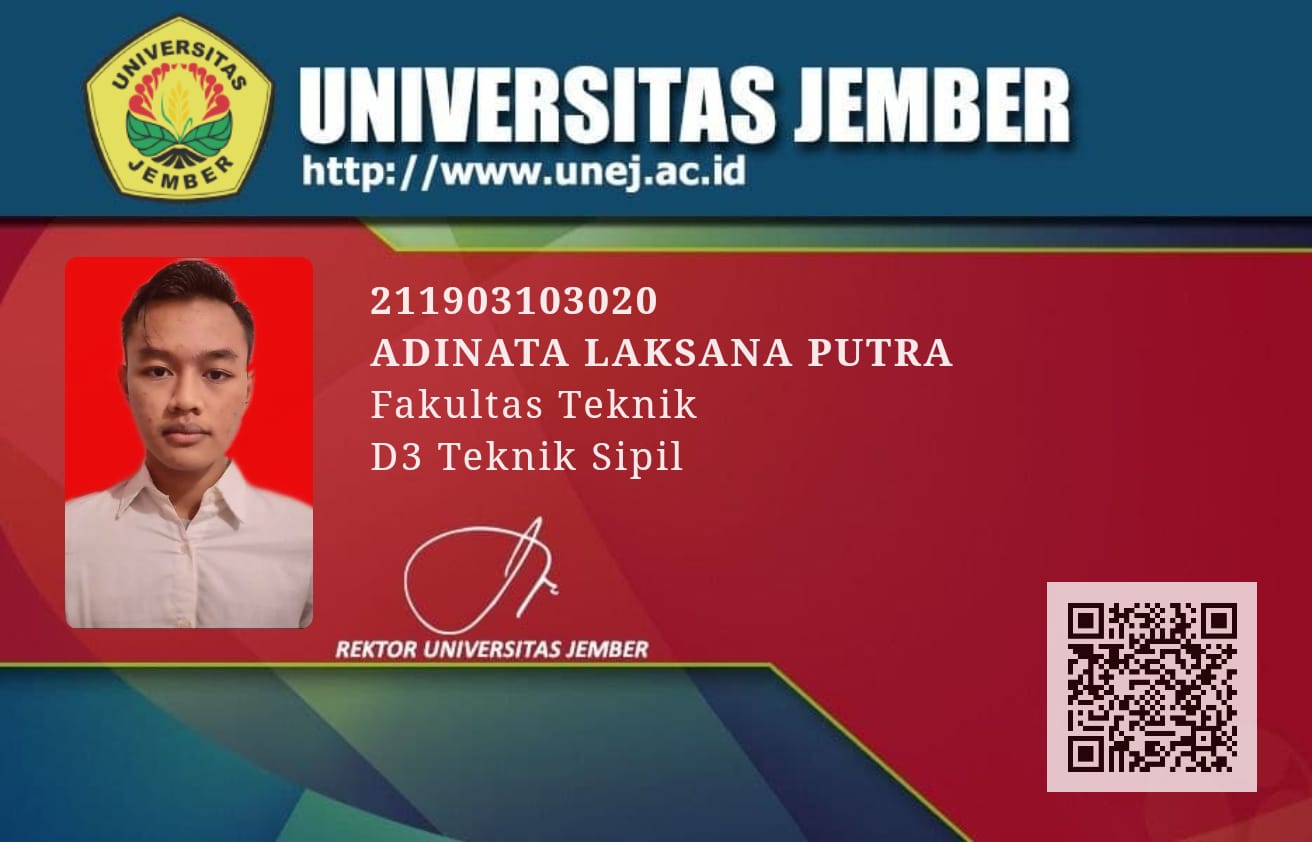 UNIVERSITAS
JEMBER
UNIVERSITAS JEMBER
http://www.unej.ac.id
211903103020
ADINATA LAKSANA PUTRA
Fakultas Teknik
D3 Teknik Sipil
REKTOR UNIVERSITAS JEMBER